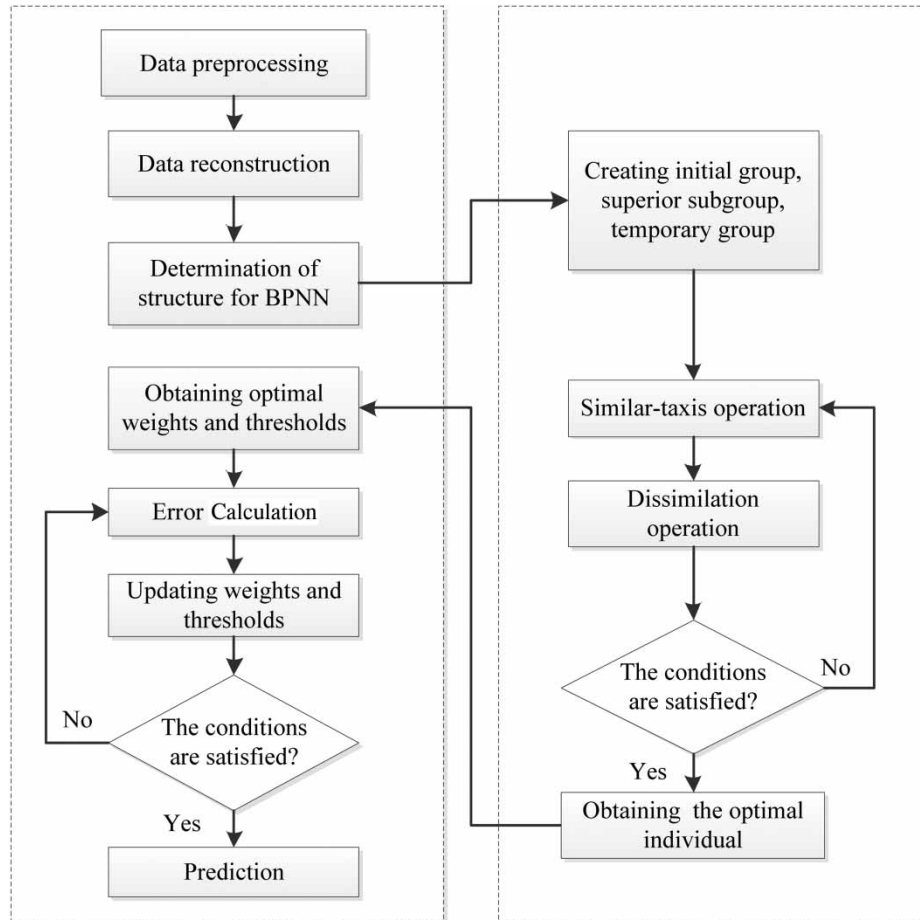 Data preprocessing
Data reconstruction
Determination of
structure for BPNN
Creating initial group,
superior subgroup,
temporary group
Similar-taxis operation
Dissimilation
operation
The conditions
are satisfied?
No
Yes
Obtaining the optimal
individual
Obtaining optimal
weights and thresholds
Error Calculation
Updating weights and
thresholds
The conditions
are satisfied?
No
Yes
Prediction